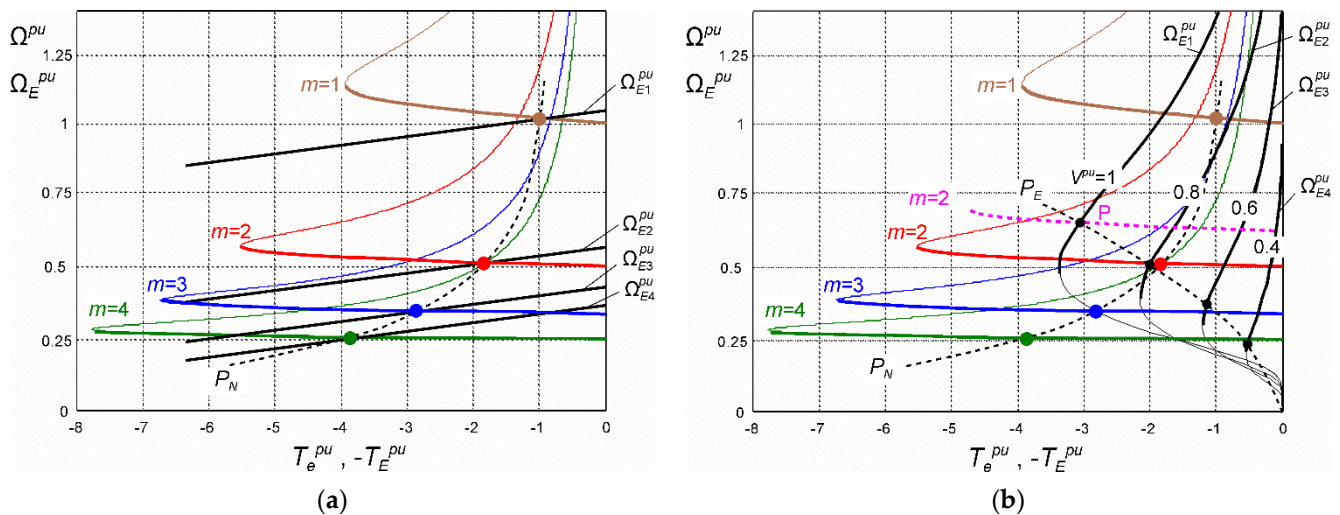 Ω^pu
Ω_E^pu
1.25
1
0.75
0.5
0.25
0
m=1
m=2
m=3
m=4
Ω_E1^pu
Ω_E2^pu
Ω_E3^pu
Ω_E4^pu
P_N
-8 -7 -6 -5 -4 -3 -2 -1 0
T_e^pu , -T_E^pu
(a)
Ω^pu
Ω_E^pu
1.25
1
0.75
0.5
0.25
0
m=1
m=2
m=2
m=3
m=4
Ω_E1^pu
Ω_E2^pu
Ω_E3^pu
Ω_E4^pu
V^pu=1
0.8
0.6
0.4
P_E
P
P_N
-8 -7 -6 -5 -4 -3 -2 -1 0
T_e^pu , -T_E^pu
(b)